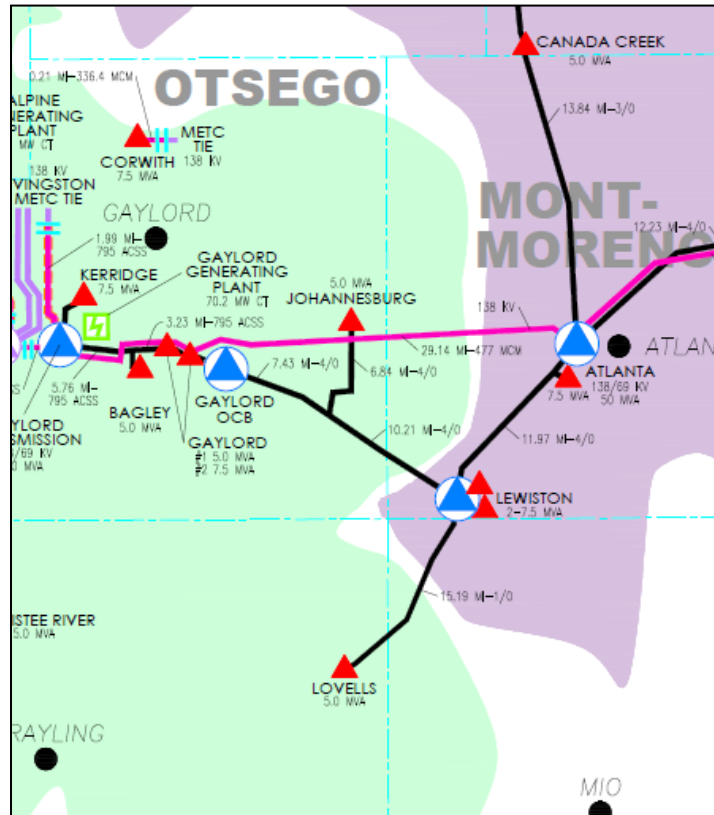 CANADA CREEK
5.0 MVA
0.21 MI-336.4 MCM
OTSEGO
ALPINE
NERATING
PLANT
MW CT
13.84 MI-3/0
METC
TIE
138 KV
CORWITH
7.5 MVA
138 KV
VINGSTON
METC TIE
GAYLORD
MONT-
MORENC
12.23 MI-4/0
1.99 MI-
795 ACSS
GAYLORD
GENERATING
PLANT
70.2 MW CT
KERRIDGE
7.5 MVA
5.0 MVA
JOHANNESBURG
138 KV
3.23 MI-795 ACSS
29.14 MI-477 MCM
ATLAN
7.43 MI-4/0
6.84 MI-4/0
ATLANTA
138/69 KV
50 MVA
7.5 MVA
5.76 MI-
795 ACSS
BAGLEY
5.0 MVA
GAYLORD
OCB
10.21 MI-4/0
11.97 MI-4/0
YLORD
SMISSION
/69 KV
MVA
GAYLORD
#1 5.0 MVA
#2 7.5 MVA
LEWISTON
2-7.5 MVA
15.19 MI-1/0
ISTEE RIVER
5.0 MVA
LOVELLS
5.0 MVA
RAYLING
MIO